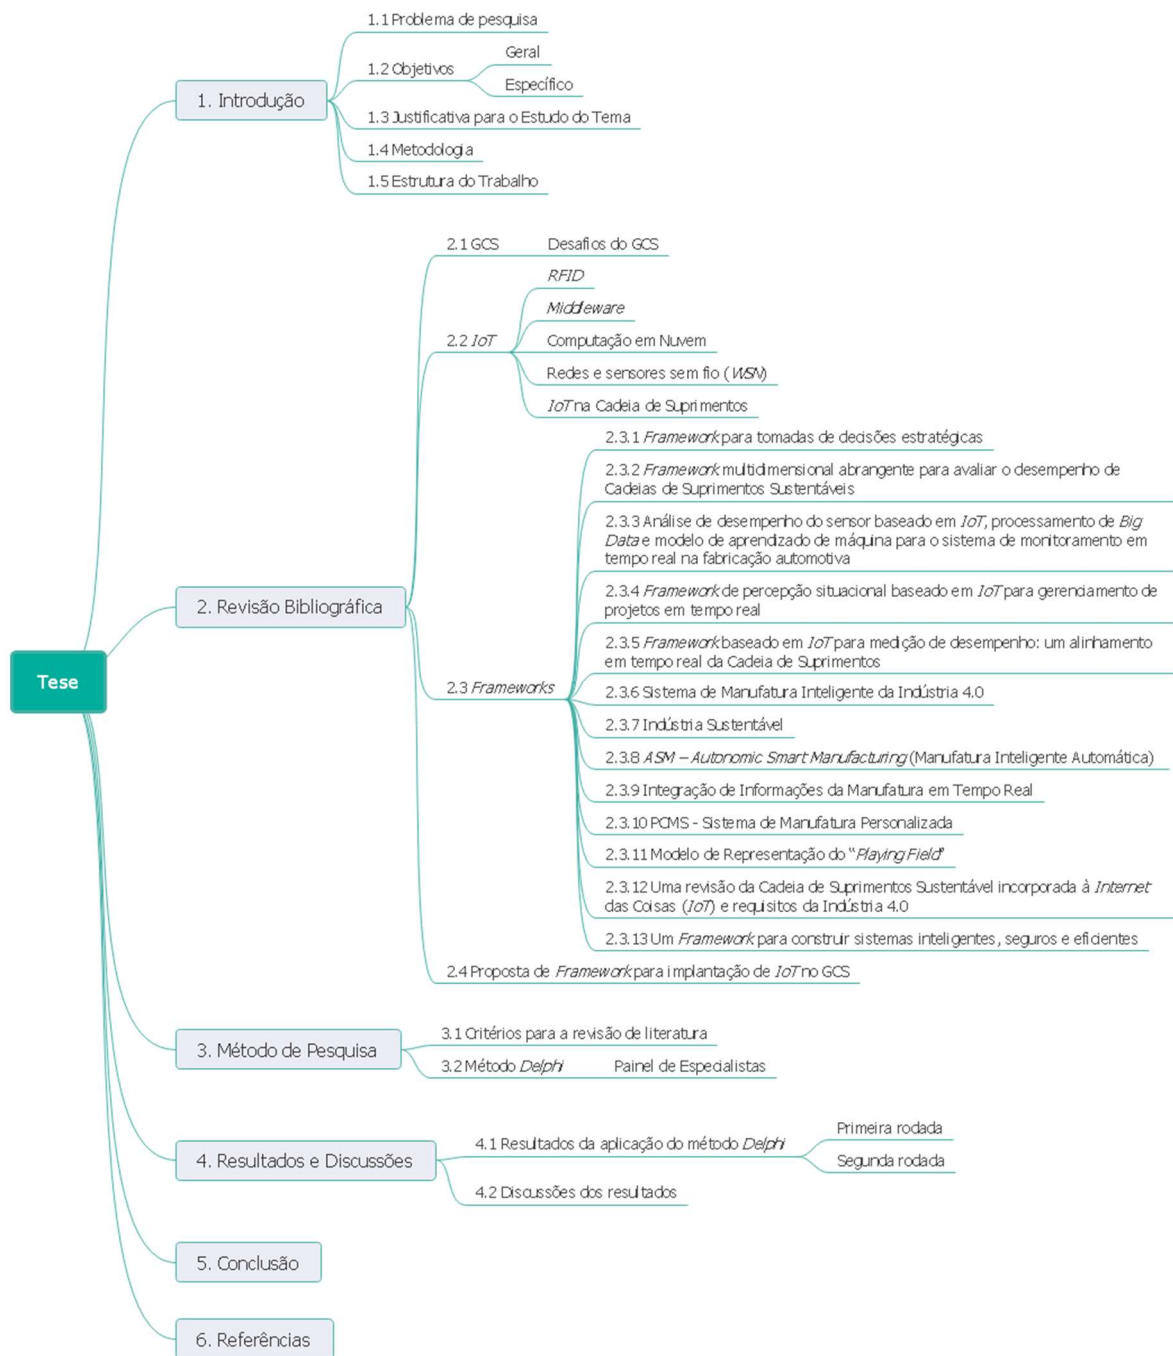 Tese
1. Introdução
1.1 Problema de pesquisa
1.2 Objetivos
Geral
Específico
1.3 Justificativa para o Estudo do Tema
1.4 Metodologia
1.5 Estrutura do Trabalho
2. Revisão Bibliográfica
2.1 GCS
Desafios do GCS
2.2 IoT
RFID
Middleware
Computação em Nuvem
Redes e sensores sem fio (WSN)
IoT na Cadeia de Suprimentos
2.3 Frameworks
2.3.1 Framework para tomadas de decisões estratégicas
2.3.2 Framework multidimensional abrangente para avaliar o desempenho de
Cadeias de Suprimentos Sustentáveis
2.3.3 Análise de desempenho do sensor baseado em IoT, processamento de Big
Data e modelo de aprendizado de máquina para o sistema de monitoramento em
tempo real na fabricação automotiva
2.3.4 Framework de percepção situacional baseado em IoT para gerenciamento de
projetos em tempo real
2.3.5 Framework baseado em IoT para medição de desempenho: um alinhamento
em tempo real da Cadeia de Suprimentos
2.3.6 Sistema de Manufatura Inteligente da Indústria 4.0
2.3.7 Indústria Sustentável
2.3.8 ASM – Autonomic Smart Manufacturing (Manufatura Inteligente Automática)
2.3.9 Integração de Informações da Manufatura em Tempo Real
2.3.10 PCMS - Sistema de Manufatura Personalizada
2.3.11 Modelo de Representação do “Playing Field”
2.3.12 Uma revisão da Cadeia de Suprimentos Sustentável incorporada à Internet
das Coisas (IoT) e requisitos da Indústria 4.0
2.3.13 Um Framework para construir sistemas inteligentes, seguros e eficientes
2.4 Proposta de Framework para implantação de IoT no GCS
3. Método de Pesquisa
3.1 Critérios para a revisão de literatura
3.2 Método Delphi
Painel de Especialistas
4. Resultados e Discussões
4.1 Resultados da aplicação do método Delphi
Primeira rodada
Segunda rodada
4.2 Discussões dos resultados
5. Conclusão
6. Referências